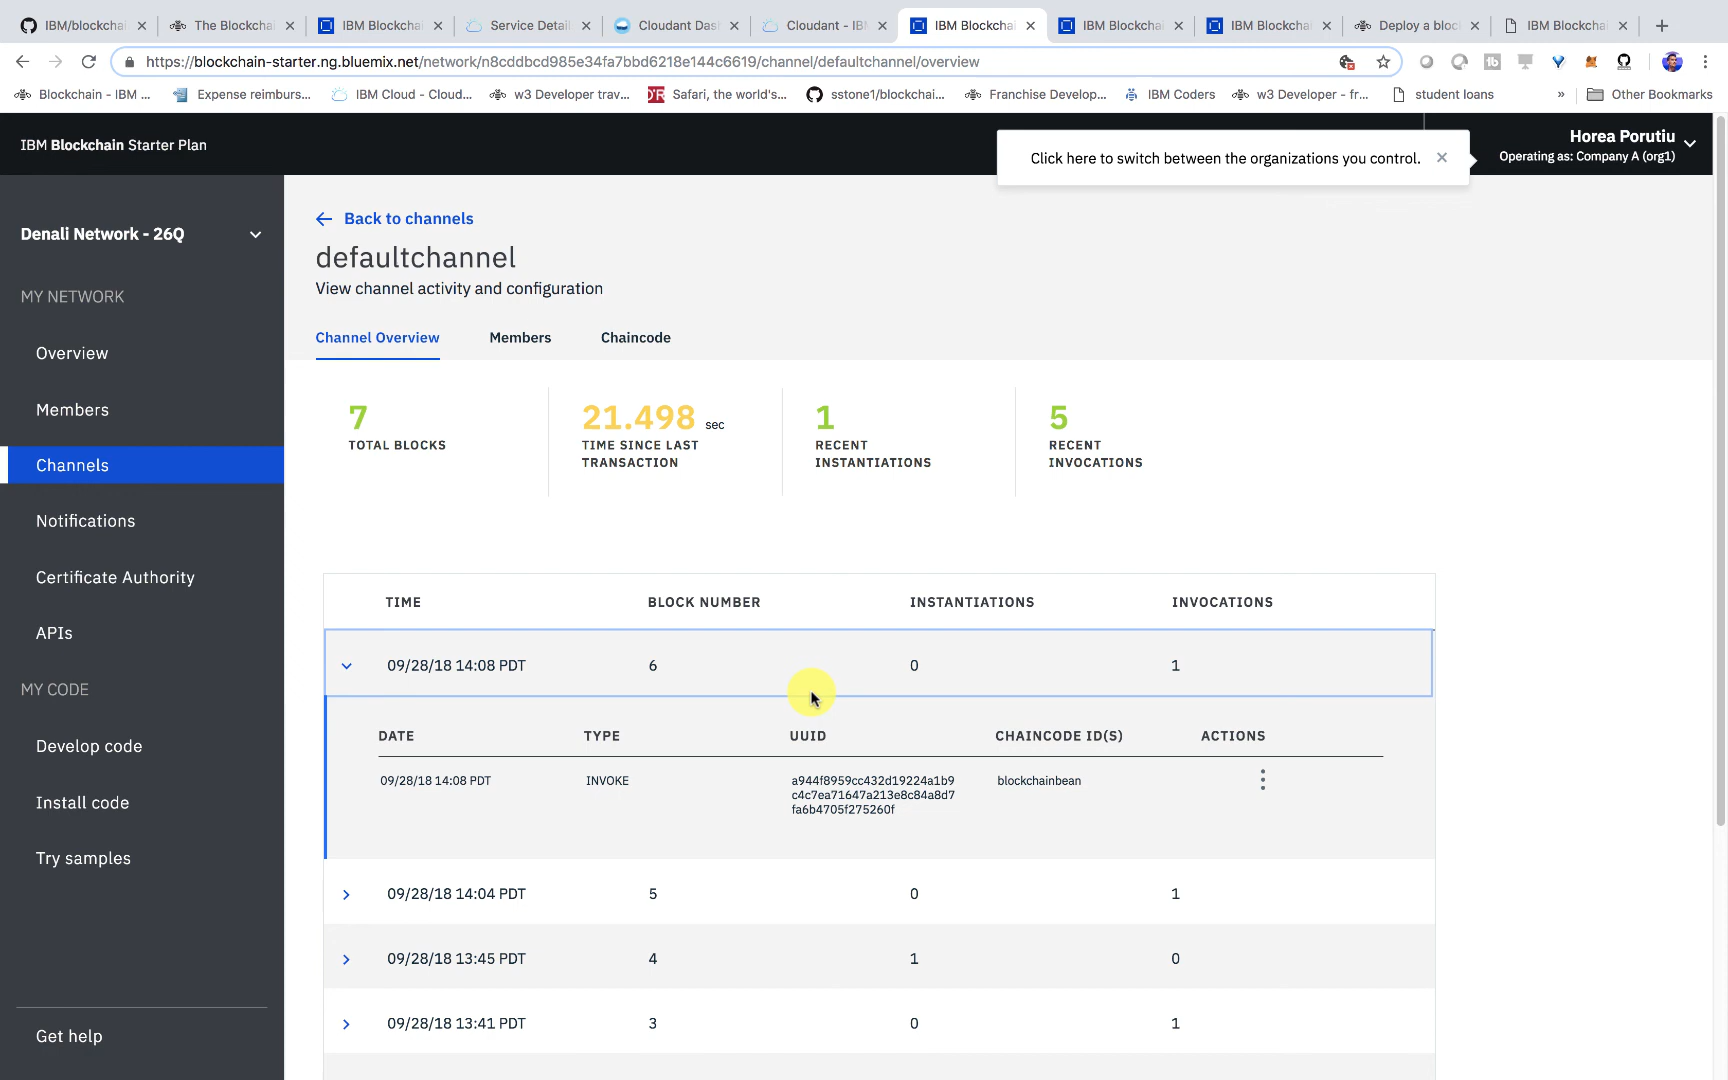 IBM/blockcha
The Blockch
IBM Blockcha
Service Detail
Cloudant Das
Cloudant - IB
IBM Blockcha
IBM Blockcha
IBM Blockcha
Deploy a bloc
IBM Blockcha
https://blockchain-starter.ng.bluemix.net/network/n8cddbcd985e34fa7bbd6218e144c6619/channel/defaultchannel/overview
Blockchain - IBM ...
Expense reimburs...
IBM Cloud - Cloud...
w3 Developer trav...
Safari, the world's...
sstone1/blockchai...
Franchise Develop...
IBM Coders
w3 Developer - fr...
student loans
»
Other Bookmarks
IBM Blockchain Starter Plan
Click here to switch between the organizations you control.
Horea Porutiu
Operating as: Company A (org1)
Denali Network - 26Q
MY NETWORK
Overview
Members
Channels
Notifications
Certificate Authority
APIs
MY CODE
Develop code
Install code
Try samples
Get help
Back to channels
defaultchannel
View channel activity and configuration
Channel Overview
Members
Chaincode
7
TOTAL BLOCKS
21.498 sec
TIME SINCE LAST
TRANSACTION
1
RECENT
INSTANTIATIONS
5
RECENT
INVOCATIONS
TIME BLOCK NUMBER INSTANTIATIONS INVOCATIONS
09/28/18 14:08 PDT 6 0 1
DATE TYPE UUID CHAINCODE ID(S) ACTIONS
09/28/18 14:08 PDT INVOKE a944f8959cc432d19224a1b9 blockchainbean
c4c7ea71647a213e8c84a8d7
fa6b4705f275260f
09/28/18 14:04 PDT 5 0 1
09/28/18 13:45 PDT 4 1 0
09/28/18 13:41 PDT 3 0 1